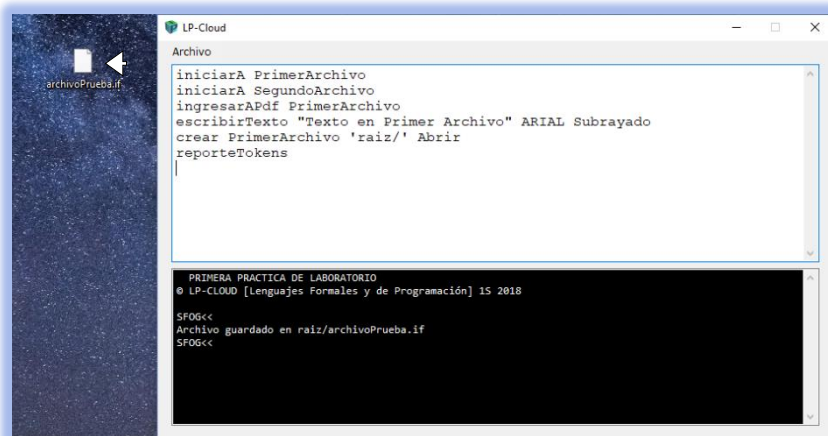 LP-Cloud
Archivo
archivoPrueba.if
iniciarA PrimerArchivo
iniciarA SegundoArchivo
ingresarAPdf PrimerArchivo
escribirTexto "Texto en Primer Archivo" ARIAL Subrayado
crear PrimerArchivo 'raiz/' Abrir
reporteTokens
PRIMERA PRACTICA DE LABORATORIO
© LP-CLOUD [Lenguajes Formales y de Programación] 1S 2018
SFOG<<
Archivo guardado en raiz/archivoPrueba.if
SFOG<<